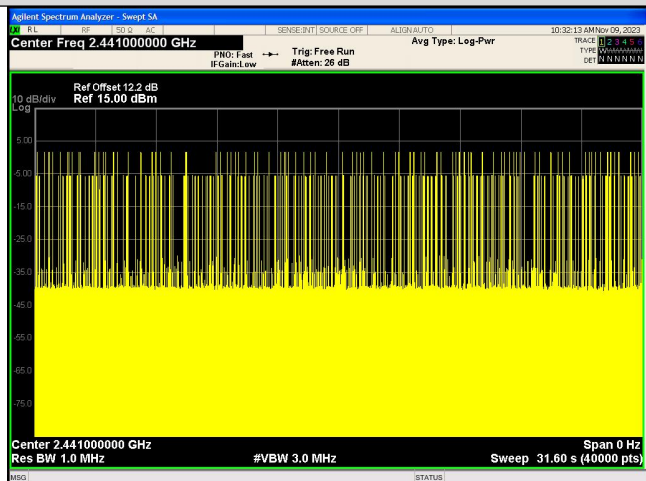 Agilent Spectrum Analyzer - Swept SA
RL RF 50 Ω AC SENSE:INT SOURCE OFF ALIGN AUTO 10:32:13 AM Nov 09, 2023
Center Freq 2.441000000 GHz Avg Type: Log-Pwr TRACE 1 2 3 4 5 6
PNO: Fast Trig: Free Run TYPE
IFGain:Low #Atten: 26 dB DET N N N N N N
Ref Offset 12.2 dB
10 dB/div Ref 15.00 dBm
Log
5.00
-5.00
-15.0
-25.0
-35.0
-45.0
-55.0
-65.0
-75.0
Center 2.441000000 GHz Span 0 Hz
Res BW 1.0 MHz #VBW 3.0 MHz Sweep 31.60 s (40000 pts)
MSG STATUS